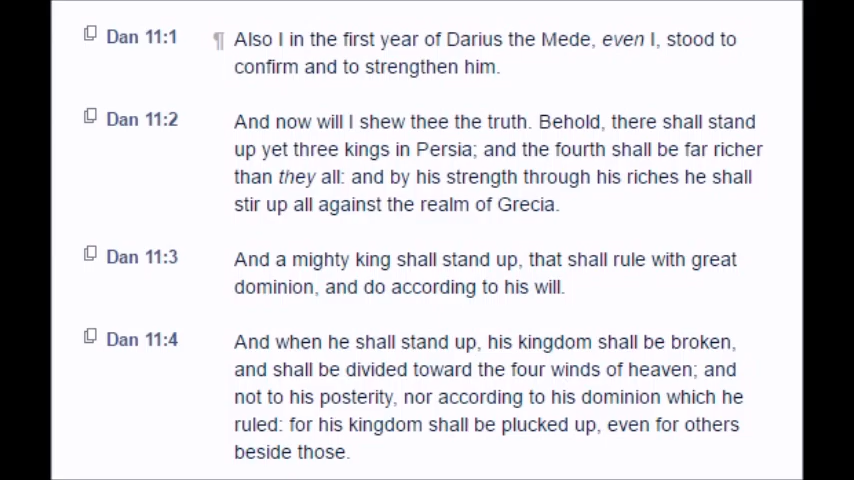 Dan 11:1 ¶ Also I in the first year of Darius the Mede, even I, stood to
confirm and to strengthen him.
Dan 11:2 And now will I shew thee the truth. Behold, there shall stand
up yet three kings in Persia; and the fourth shall be far richer
than they all: and by his strength through his riches he shall
stir up all against the realm of Grecia.
Dan 11:3 And a mighty king shall stand up, that shall rule with great
dominion, and do according to his will.
Dan 11:4 And when he shall stand up, his kingdom shall be broken,
and shall be divided toward the four winds of heaven; and
not to his posterity, nor according to his dominion which he
ruled: for his kingdom shall be plucked up, even for others
beside those.